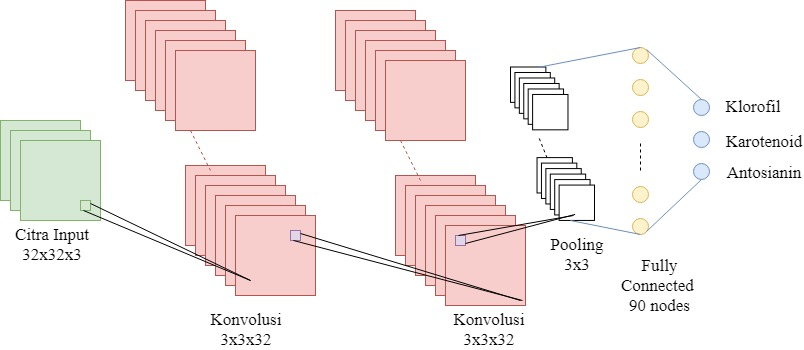 Citra Input
32x32x3
Konvolusi
3x3x32
Konvolusi
3x3x32
Pooling
3x3
Fully
Connected
90 nodes
Klorofil
Karotenoid
Antosianin